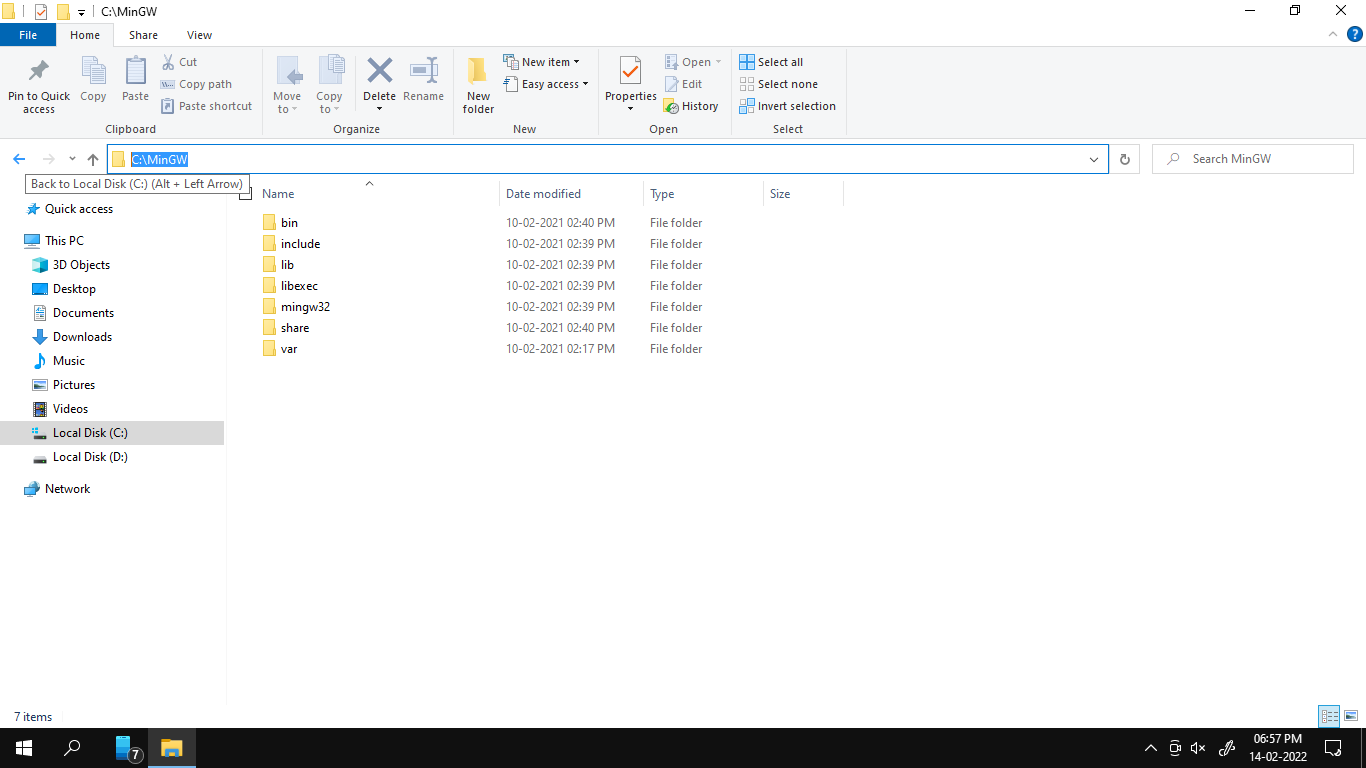 C:\MinGW
File Home Share View
Pin to Quick access
Copy
Paste
Cut
Copy path
Paste shortcut
Clipboard
Move to
Copy to
Delete
Rename
Organize
New folder
New item
Easy access
New
Properties
Open
Edit
History
Open
Select all
Select none
Invert selection
Select
C:\MinGW
Search MinGW
Back to Local Disk (C:) (Alt + Left Arrow)
Quick access
This PC
3D Objects
Desktop
Documents
Downloads
Music
Pictures
Videos
Local Disk (C:)
Local Disk (D:)
Network
Name Date modified Type Size
bin 10-02-2021 02:40 PM File folder
include 10-02-2021 02:39 PM File folder
lib 10-02-2021 02:39 PM File folder
libexec 10-02-2021 02:39 PM File folder
mingw32 10-02-2021 02:39 PM File folder
share 10-02-2021 02:40 PM File folder
var 10-02-2021 02:17 PM File folder
7 items
7
06:57 PM
14-02-2022